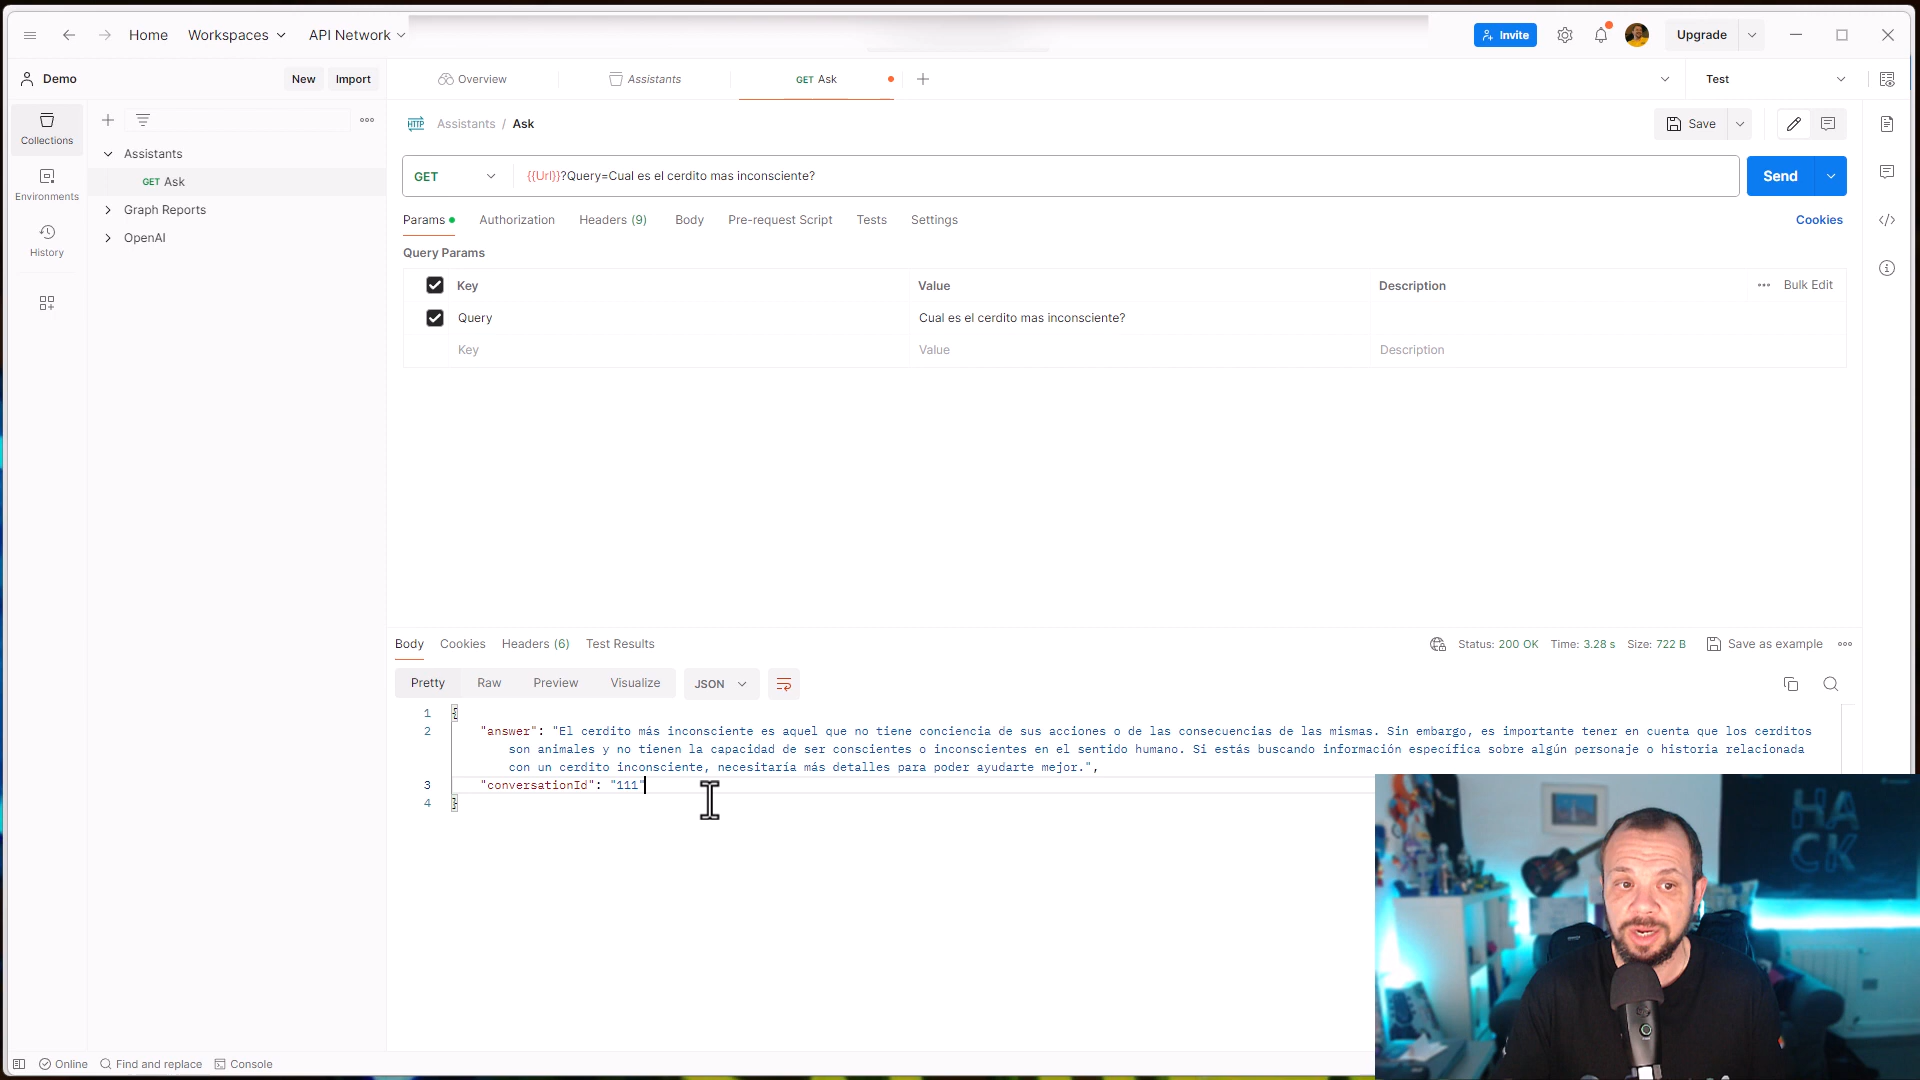 Home Workspaces API Network Invite Upgrade
Demo New Import Overview Assistants GET Ask Test
Collections
Environments
History
Assistants
GET Ask
Graph Reports
OpenAI
HTTP Assistants / Ask Save
GET {{Url}}?Query=Cual es el cerdito mas inconsciente? Send
Params Authorization Headers (9) Body Pre-request Script Tests Settings Cookies
Query Params
Key Value Description Bulk Edit
Query Cual es el cerdito mas inconsciente?
Key Value Description
Body Cookies Headers (6) Test Results Status: 200 OK Time: 3.28 s Size: 722 B Save as example
Pretty Raw Preview Visualize JSON
1 {
2 "answer": "El cerdito más inconsciente es aquel que no tiene conciencia de sus acciones o de las consecuencias de las mismas. Sin embargo, es importante tener en cuenta que los cerditos
son animales y no tienen la capacidad de ser conscientes o inconscientes en el sentido humano. Si estás buscando información específica sobre algún personaje o historia relacionada
con un cerdito inconsciente, necesitaría más detalles para poder ayudarte mejor.",
3 "conversationId": "111"
4 }
HA
CK
Online Find and replace Console